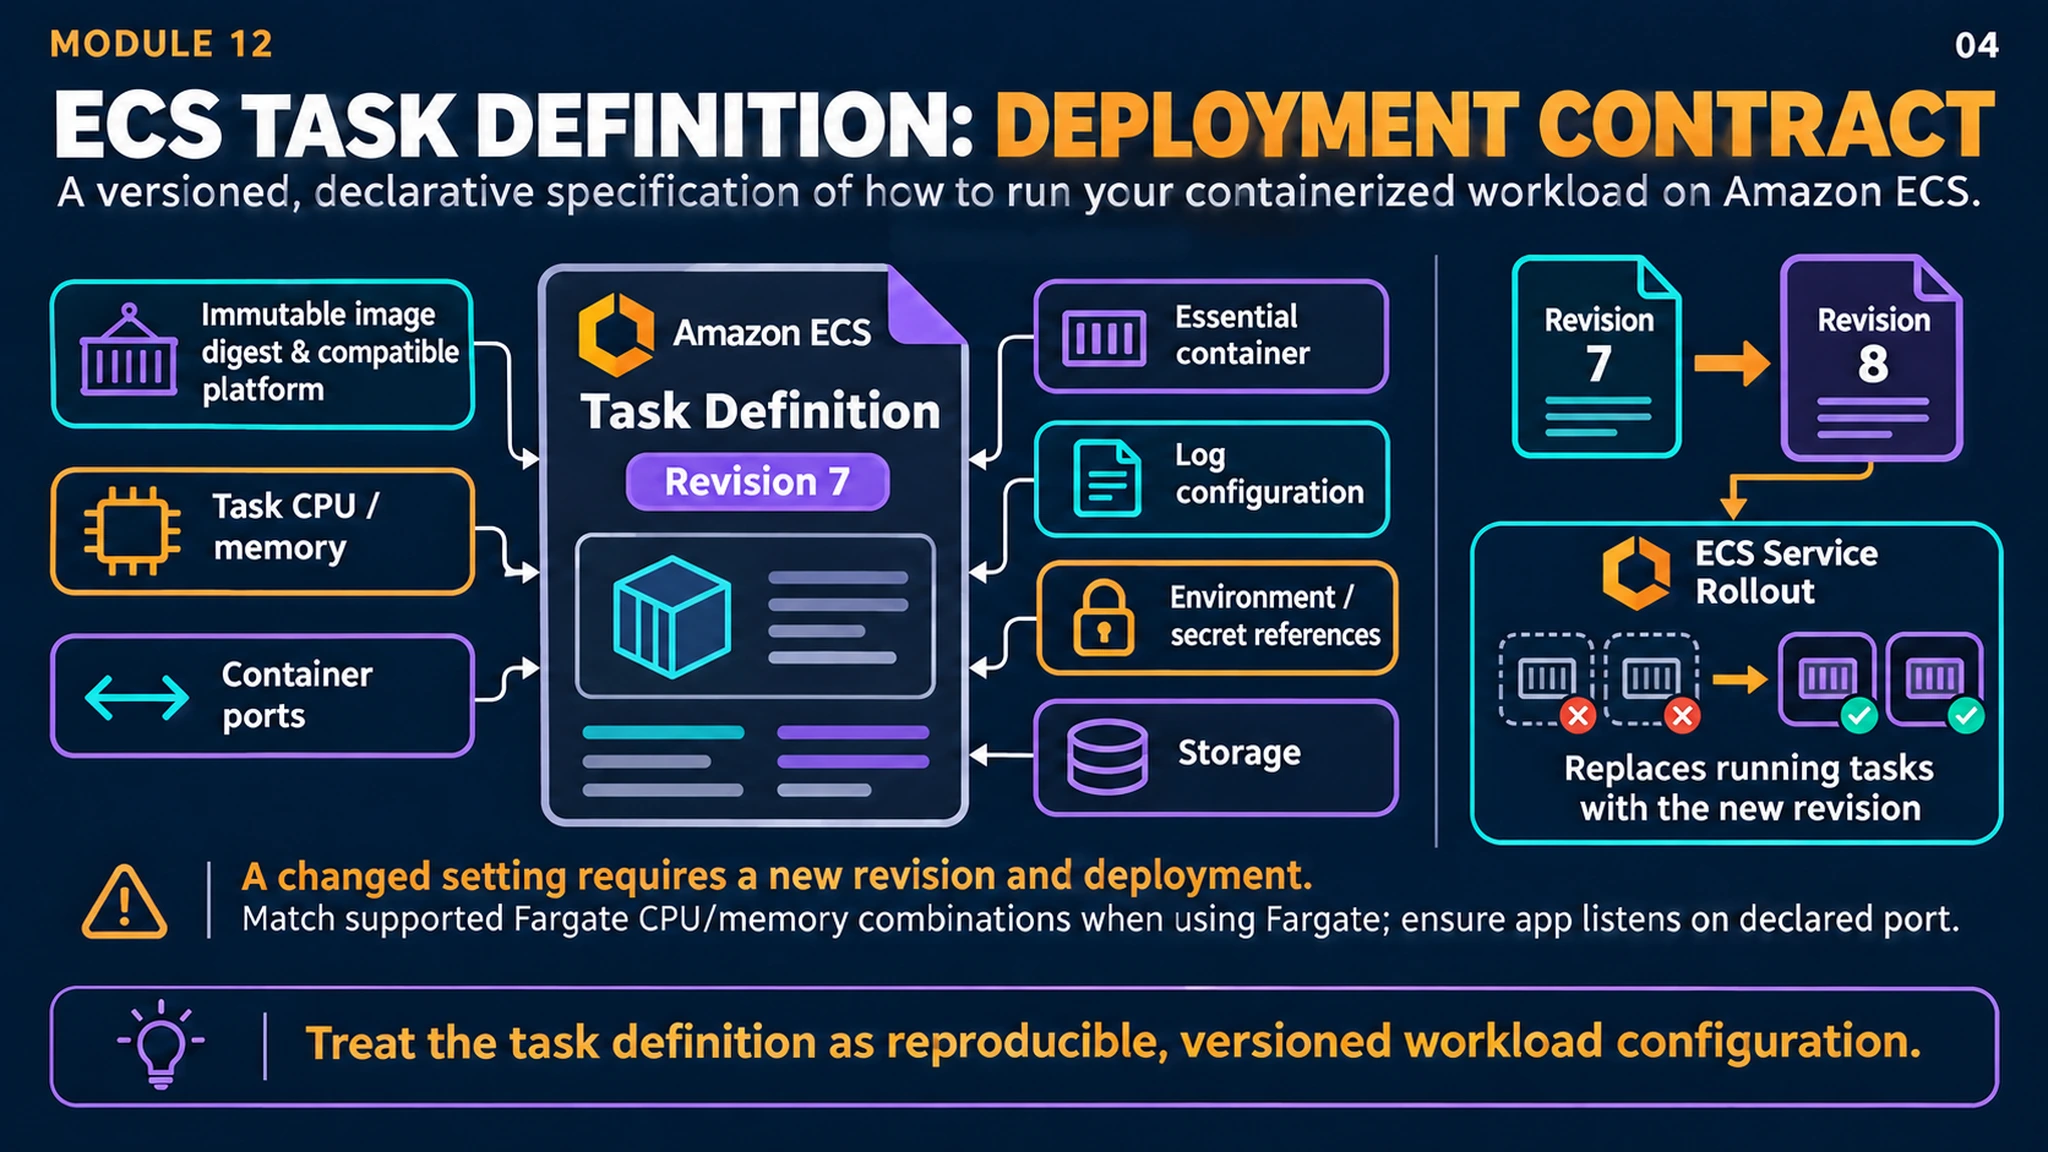 MODULE 12
04
ECS TASK DEFINITION: DEPLOYMENT CONTRACT
A versioned, declarative specification of how to run your containerized workload on Amazon ECS.
Immutable image
digest & compatible
platform
Task CPU /
memory
Container
ports
Amazon ECS
Task Definition
Revision 7
Essential
container
Log
configuration
Environment /
secret references
Storage
Revision
7
Revision
8
ECS Service
Rollout
Replaces running tasks
with the new revision
A changed setting requires a new revision and deployment.
Match supported Fargate CPU/memory combinations when using Fargate; ensure app listens on declared port.
Treat the task definition as reproducible, versioned workload configuration.